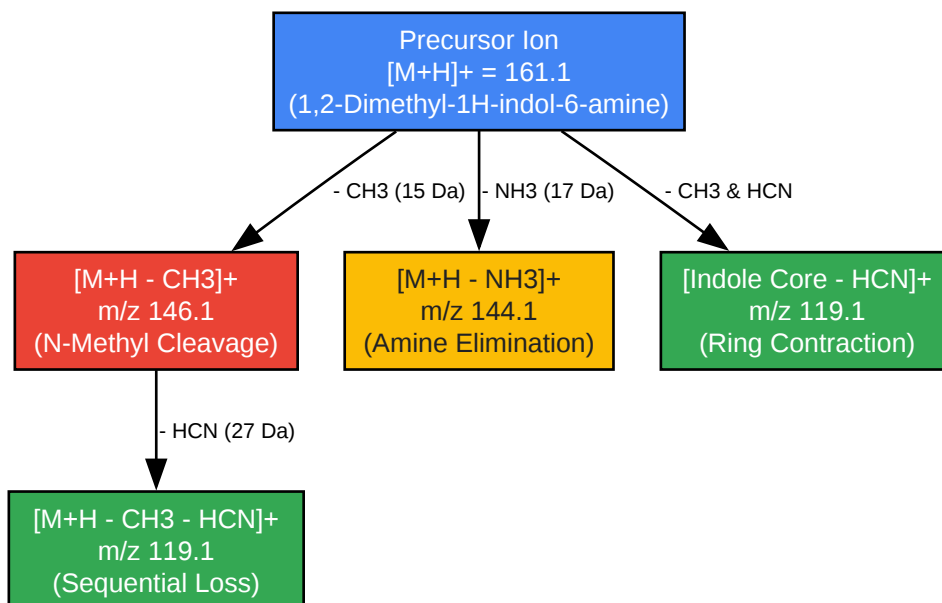 Precursor Ion
[M+H]+ = 161.1
(1,2-Dimethyl-1H-indol-6-amine)
- CH3 (15 Da)
- NH3 (17 Da)
- CH3 & HCN
[M+H - CH3]+
m/z 146.1
(N-Methyl Cleavage)
[M+H - NH3]+
m/z 144.1
(Amine Elimination)
[Indole Core - HCN]+
m/z 119.1
(Ring Contraction)
- HCN (27 Da)
[M+H - CH3 - HCN]+
m/z 119.1
(Sequential Loss)